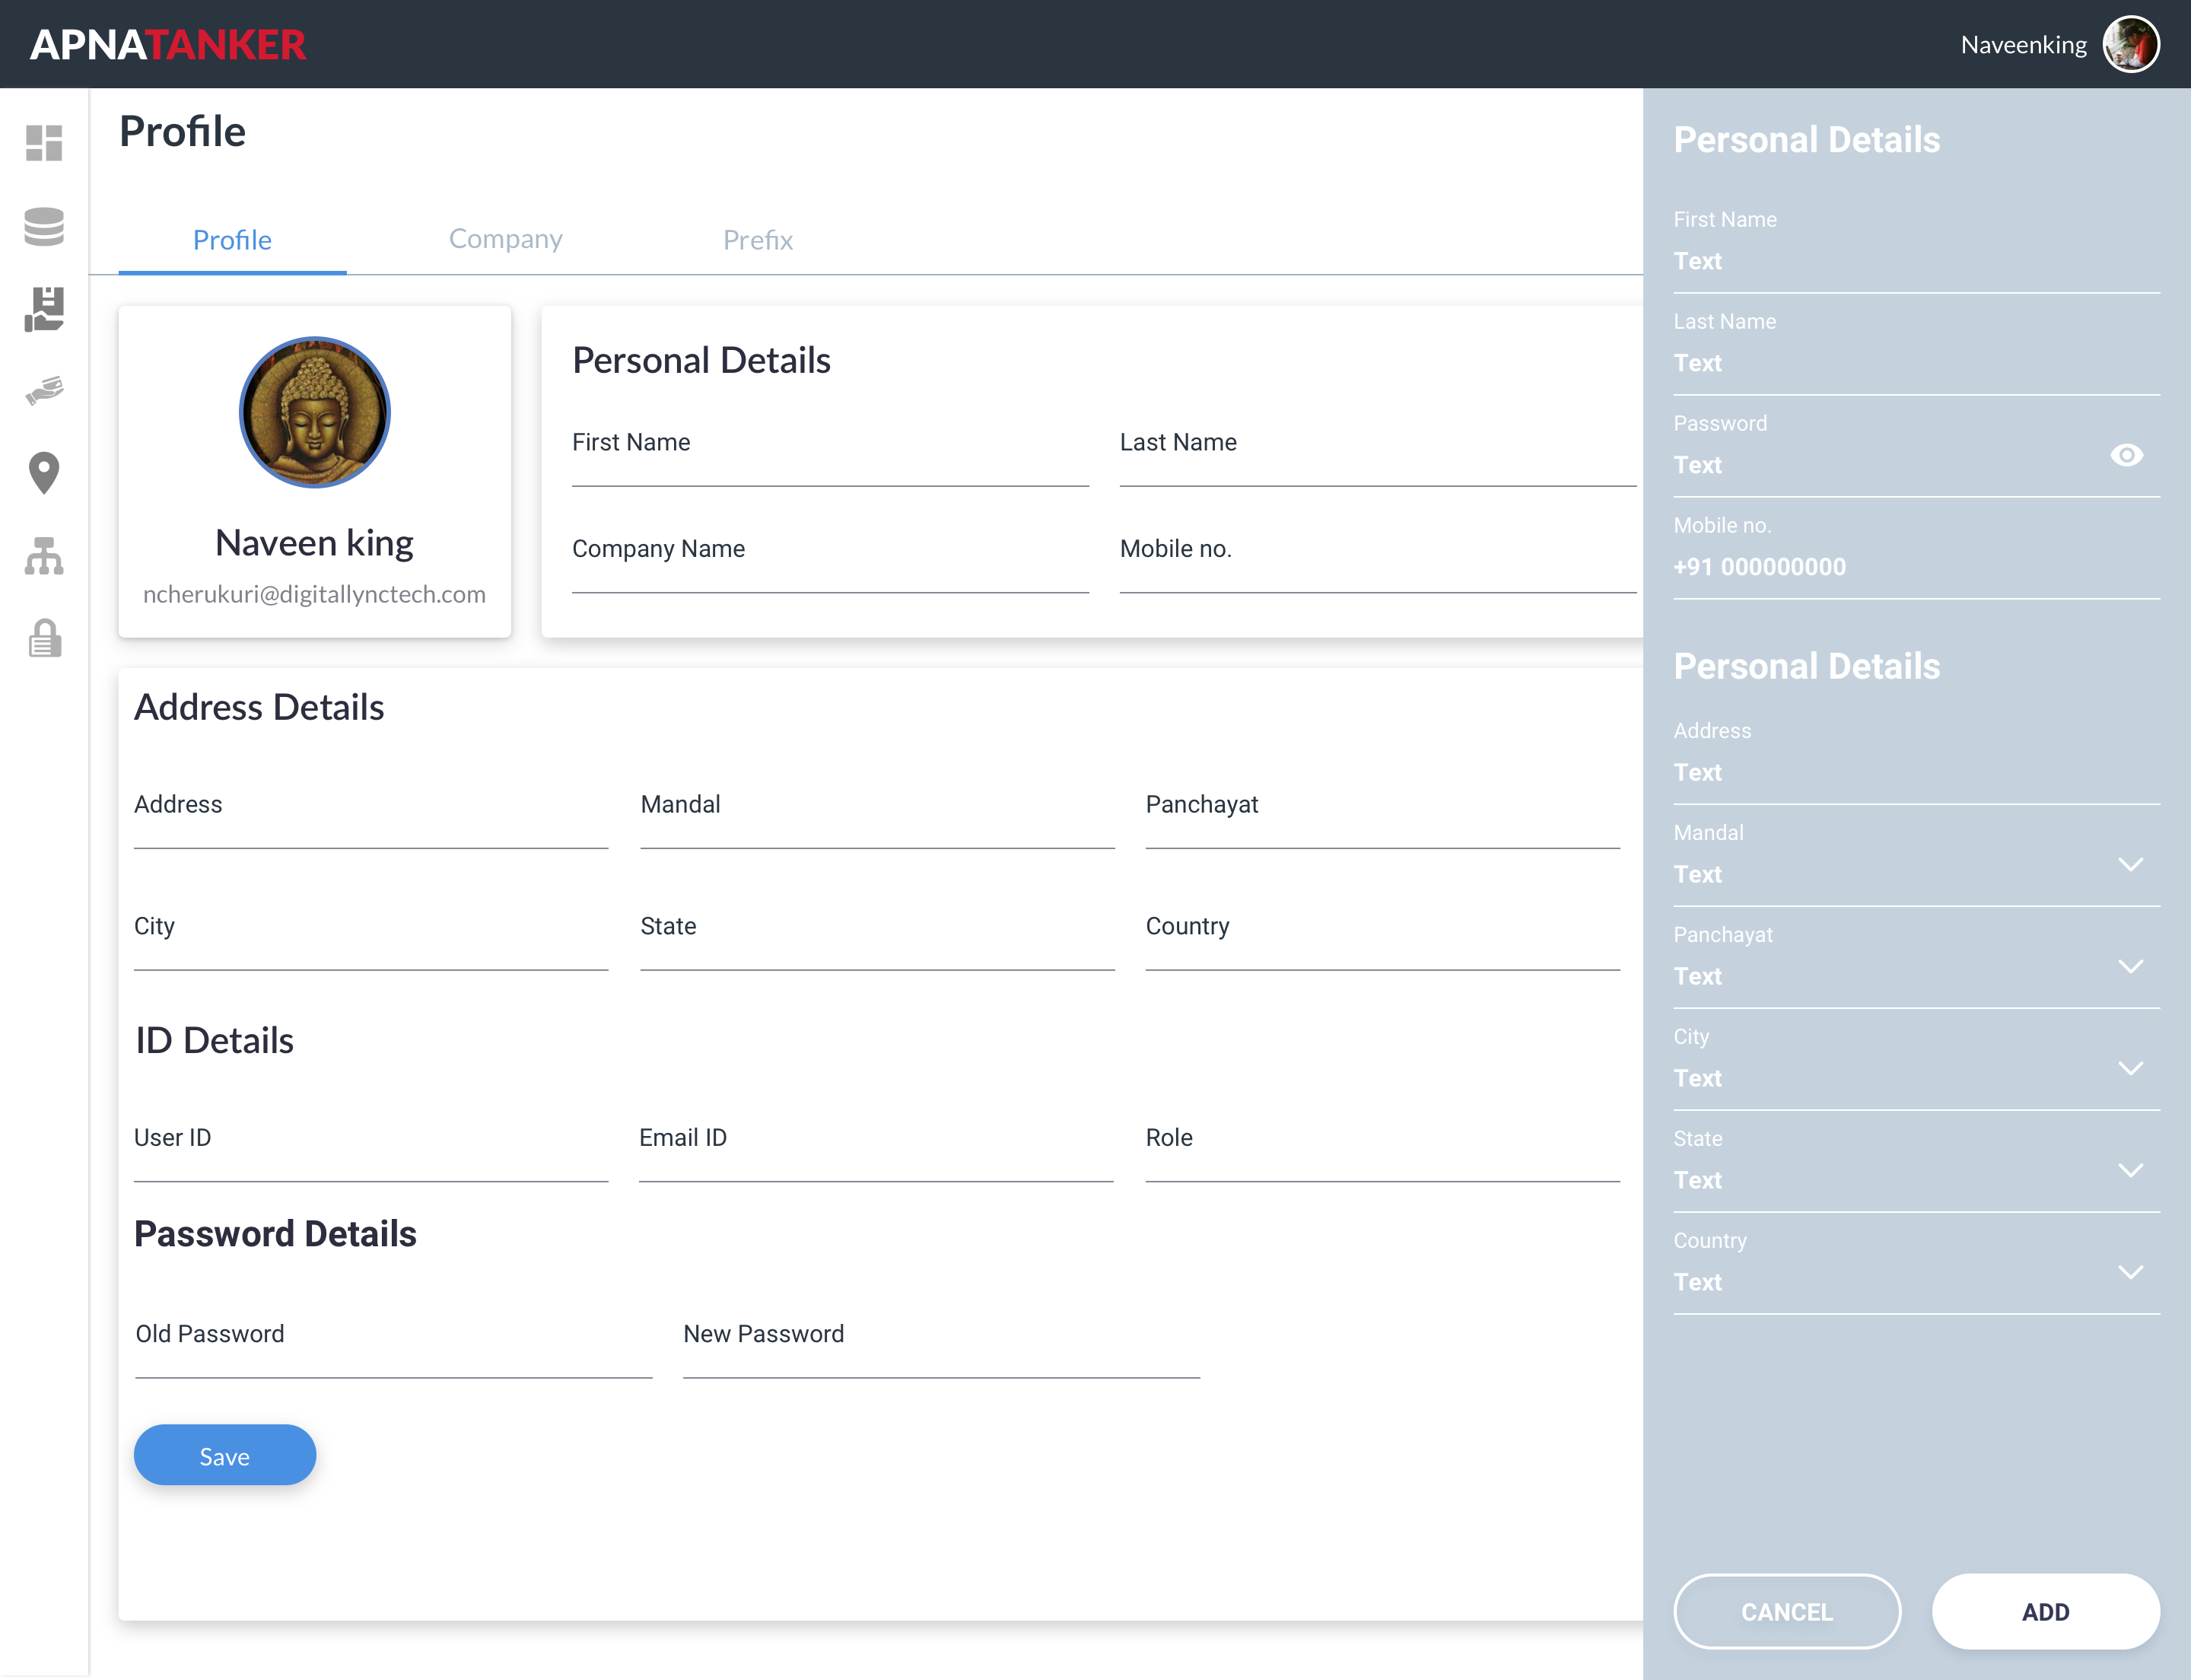 APNATANKER
Naveenking
Profile
Profile Company Prefix
Naveen king
ncherukuri@digitallynctech.com
Personal Details
First Name Last Name
Company Name Mobile no.
Address Details
Address Mandal Panchayat
City State Country
ID Details
User ID Email ID Role
Password Details
Old Password New Password
Save
Personal Details
First Name
Text
Last Name
Text
Password
Text
Mobile no.
+91 000000000
Personal Details
Address
Text
Mandal
Text
Panchayat
Text
City
Text
State
Text
Country
Text
CANCEL ADD